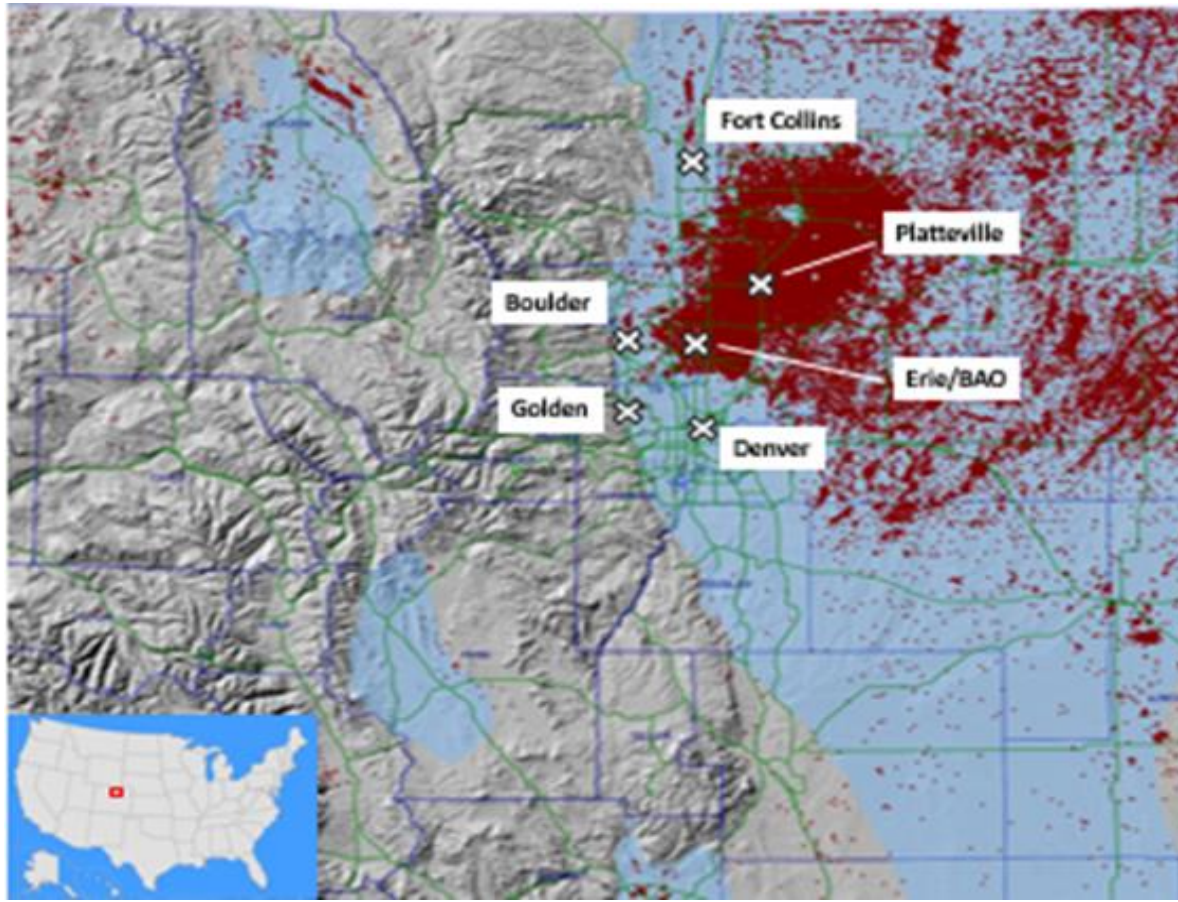 Fort Collins
Platteville
Boulder
Erie/BAO
Golden
Denver